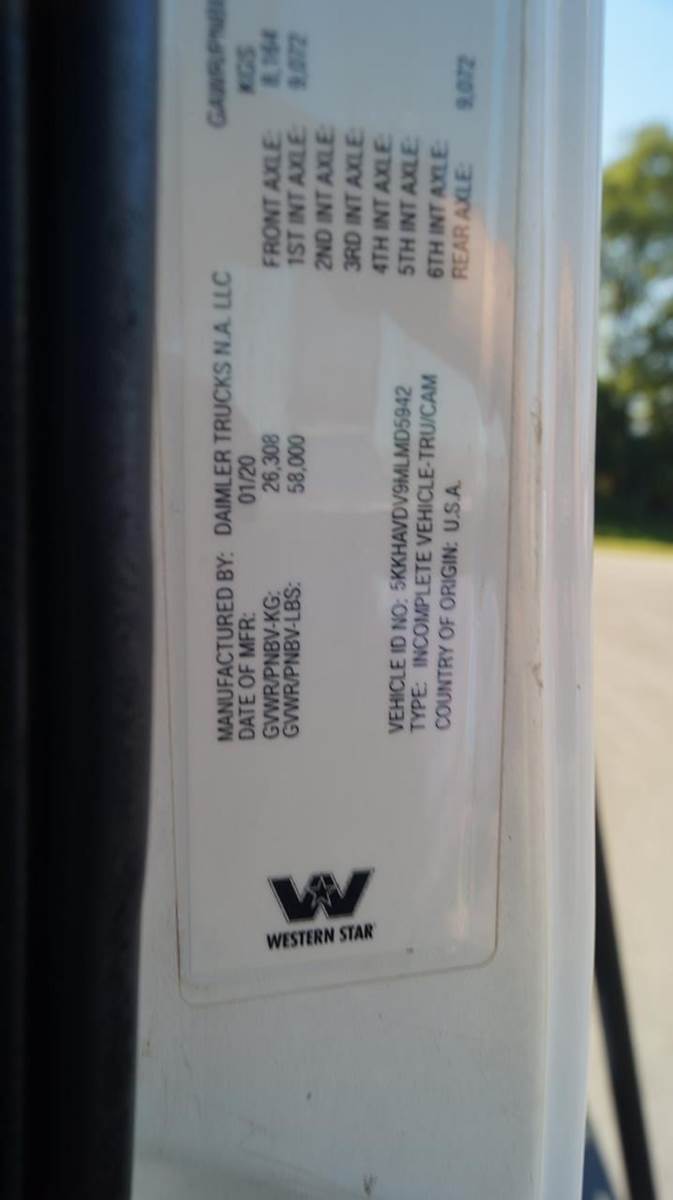 MANUFACTURED BY: DAIMLER TRUCKS N.A. LLC
DATE OF MFR: 01/20
GVWR/PNBV-KG: 26,308
GVWR/PNBV-LBS: 58,000
VEHICLE ID NO: 5KKHAVDV9MLMD5942
TYPE: INCOMPLETE VEHICLE-TRU/CAM
COUNTRY OF ORIGIN: U.S.A.
KGS
FRONT AXLE: 8,164
1ST INT AXLE: 9,072
2ND INT AXLE:
3RD INT AXLE:
4TH INT AXLE:
5TH INT AXLE:
6TH INT AXLE:
REAR AXLE: 9,072
W
WESTERN STAR